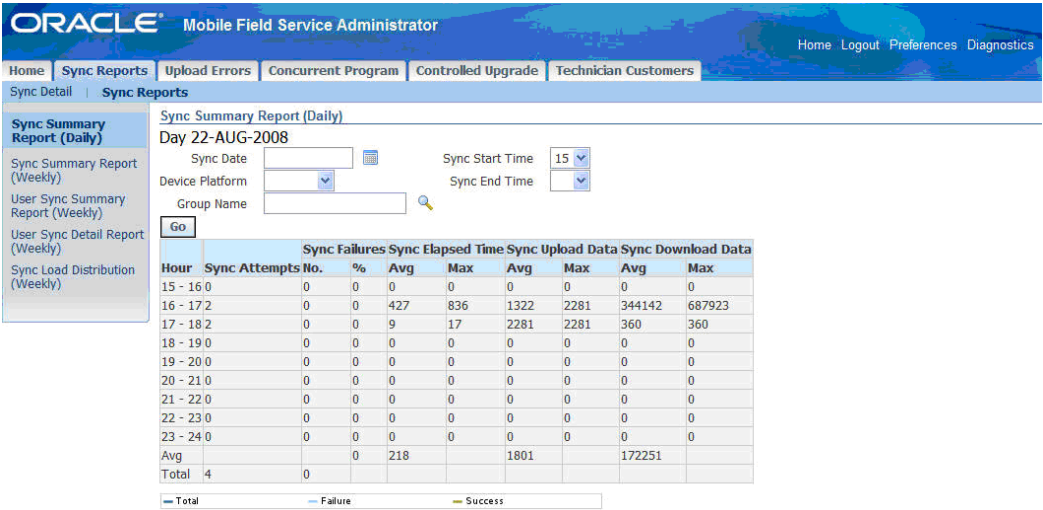 ORACLE® Mobile Field Service Administrator
Home Logout Preferences Diagnostics
Home Sync Reports Upload Errors Concurrent Program Controlled Upgrade Technician Customers
Sync Detail | Sync Reports
Sync Summary
Report (Daily)
Sync Summary Report
(Weekly)
User Sync Summary
Report (Weekly)
User Sync Detail Report
(Weekly)
Sync Load Distribution
(Weekly)
Sync Summary Report (Daily)
Day 22-AUG-2008
Sync Date Sync Start Time 15
Device Platform Sync End Time
Group Name
Go
Sync Failures Sync Elapsed Time Sync Upload Data Sync Download Data
Hour Sync Attempts No. % Avg Max Avg Max Avg Max
15 - 16 0 0 0 0 0 0 0 0 0
16 - 17 2 0 0 427 836 1322 2281 344142 687923
17 - 18 2 0 0 9 17 2281 2281 360 360
18 - 19 0 0 0 0 0 0 0 0 0
19 - 20 0 0 0 0 0 0 0 0 0
20 - 21 0 0 0 0 0 0 0 0 0
21 - 22 0 0 0 0 0 0 0 0 0
22 - 23 0 0 0 0 0 0 0 0 0
23 - 24 0 0 0 0 0 0 0 0 0
Avg 0 218 1801 172251
Total 4 0
Total Failure Success